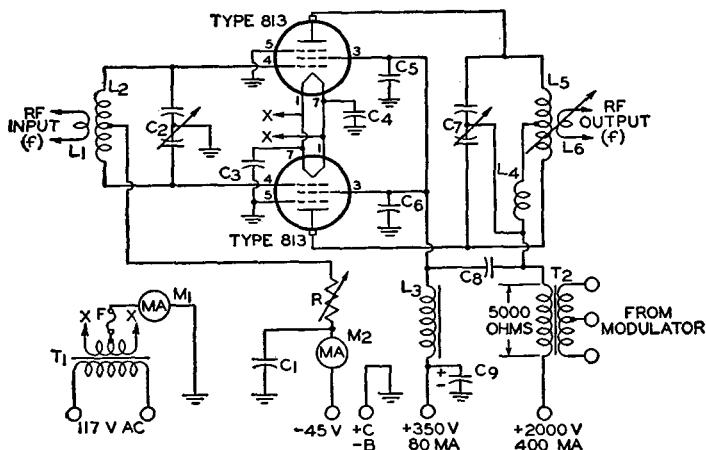 TYPE 813
5
4
3
C5
1
7
X
C4
X
L2
RF
INPUT
(f)
L1
C2
C7
L5
RF
OUTPUT
(f)
L6
L4
7
1
C3
4
5
3
C6
TYPE 813
C8
T2
R
L3
5000
OHMS
FROM
MODULATOR
X
F
X
MA
M1
T1
C1
M2
MA
+
-
C9
117 V AC
-45 V
+C
-B
+350V
80 MA
+2000V
400 MA